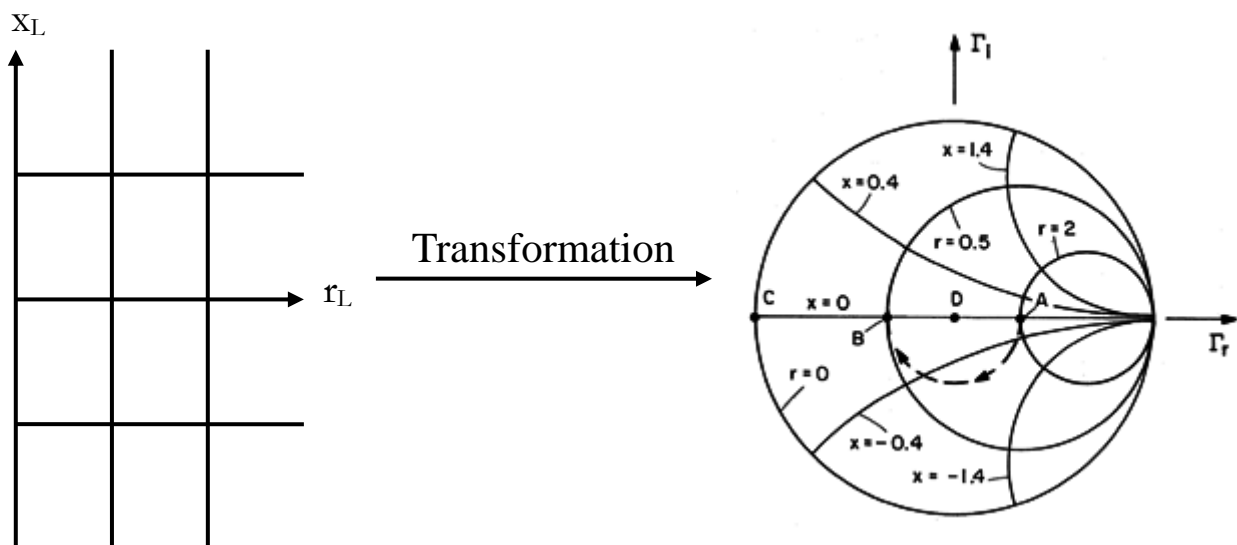 x_L
r_L
Transformation
Γ_i
x=1.4
x=0.4
r=0.5
r=2
C
x=0
D
A
B
Γ_r
r=0
x=-0.4
x=-1.4